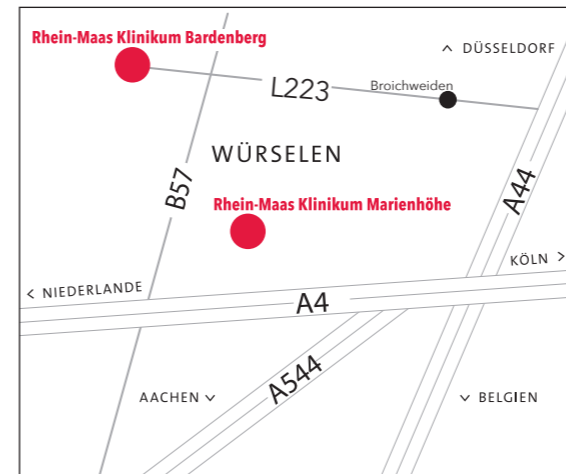 Rhein-Maas Klinikum Bardenberg
^ DÜSSELDORF
L223
Broichweiden
WÜRSELEN
B57
A44
Rhein-Maas Klinikum Marienhöhe
KÖLN >
< NIEDERLANDE
A4
A544
AACHEN ˅
˅ BELGIEN